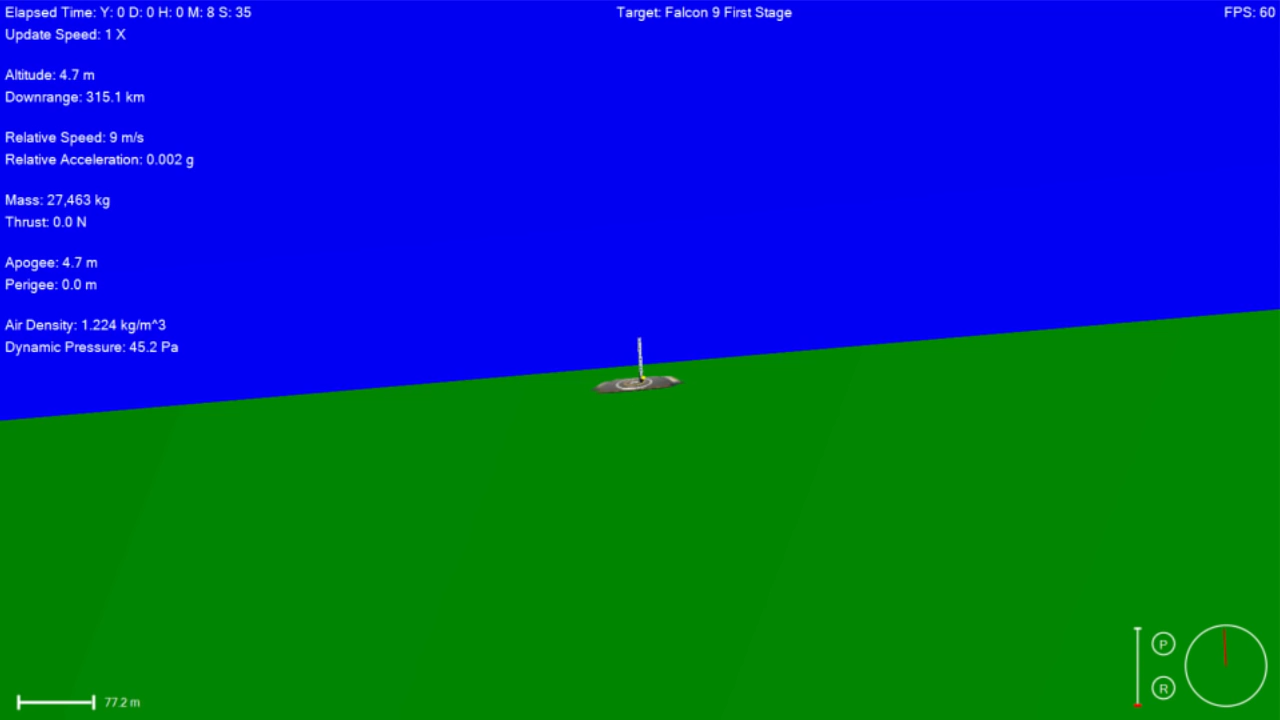 Elapsed Time: Y: 0 D: 0 H: 0 M: 8 S: 35
Target: Falcon 9 First Stage
FPS: 60
Update Speed: 1 X
Altitude: 4.7 m
Downrange: 315.1 km
Relative Speed: 9 m/s
Relative Acceleration: 0.002 g
Mass: 27,463 kg
Thrust: 0.0 N
Apogee: 4.7 m
Perigee: 0.0 m
Air Density: 1.224 kg/m^3
Dynamic Pressure: 45.2 Pa
P
R
77.2 m